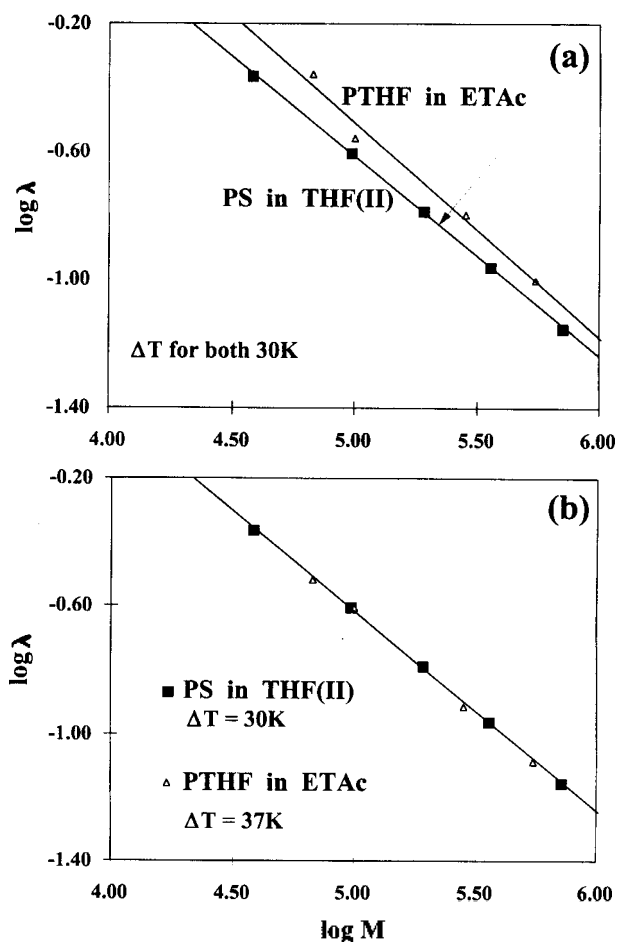 -0.20
(a)
PTHF in ETAc
-0.60
PS in THF(II)
log λ
-1.00
ΔT for both 30K
-1.40
4.00 4.50 5.00 5.50 6.00
-0.20
(b)
-0.60
log λ
PS in THF(II)
ΔT = 30K
-1.00
PTHF in ETAc
ΔT = 37K
-1.40
4.00 4.50 5.00 5.50 6.00
log M